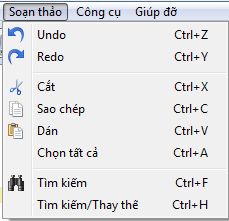 Soạn thảo Công cụ Giúp đỡ
Undo Ctrl+Z
Redo Ctrl+Y
Cắt Ctrl+X
Sao chép Ctrl+C
Dán Ctrl+V
Chọn tất cả Ctrl+A
Tìm kiếm Ctrl+F
Tìm kiếm/Thay thế Ctrl+H